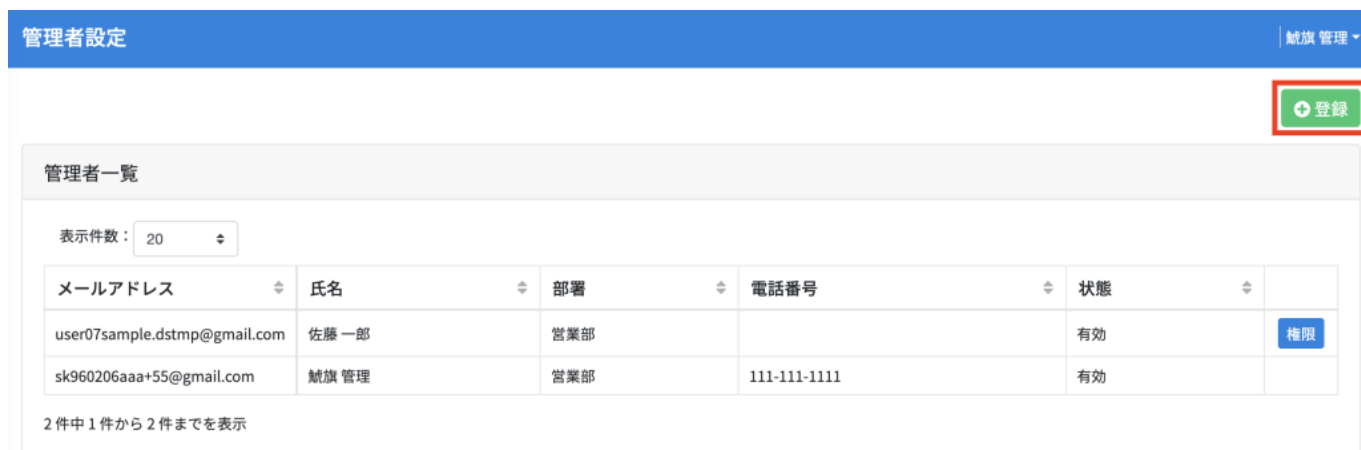 管理者設定 鯱旗 管理
登録
管理者一覧
表示件数： 20
メールアドレス 氏名 部署 電話番号 状態
user07sample.dstmp@gmail.com 佐藤 一郎 営業部 有効 権限
sk960206aaa+55@gmail.com 鯱旗 管理 営業部 111-111-1111 有効
2 件中 1 件から 2 件までを表示